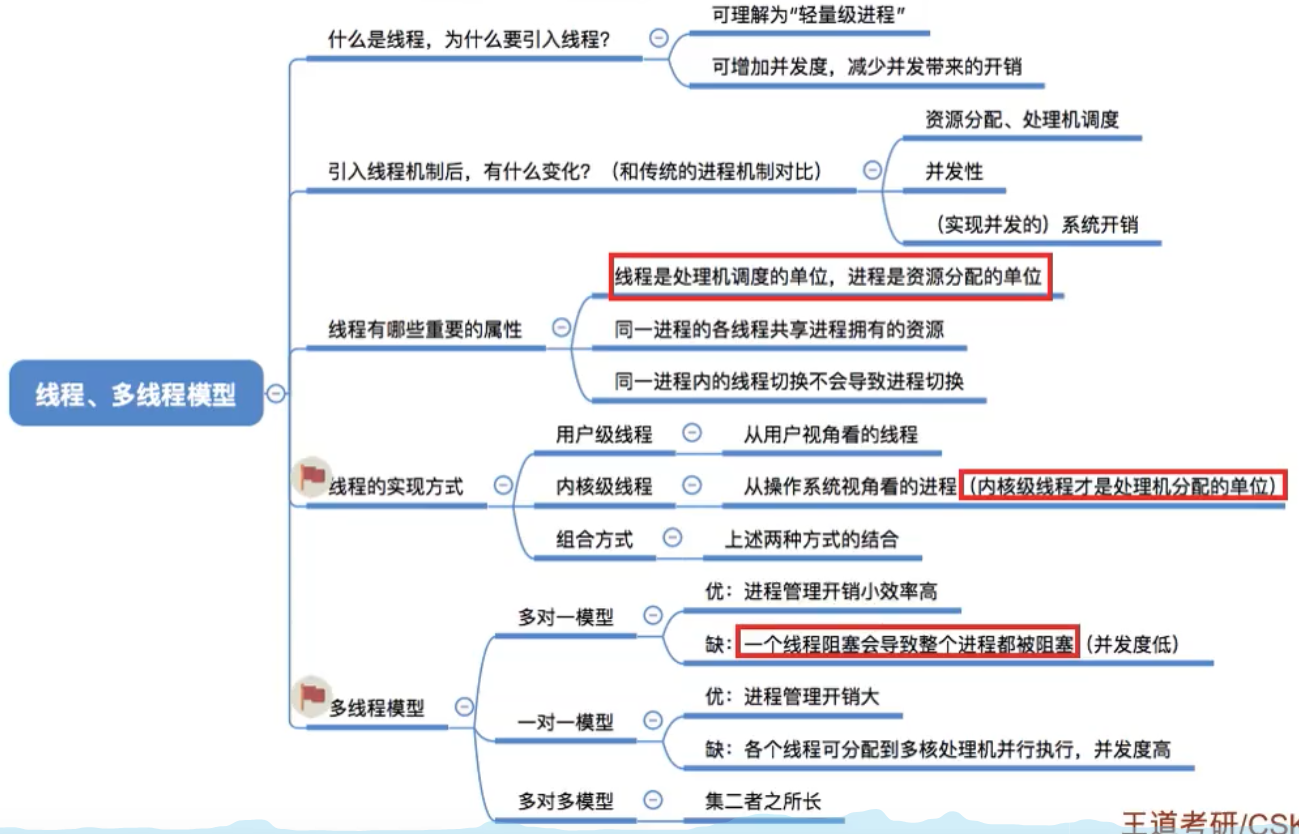 什么是线程，为什么要引入线程？
可理解为“轻量级进程”
可增加并发度，减少并发带来的开销
引入线程机制后，有什么变化？（和传统的进程机制对比）
资源分配、处理机调度
并发性
（实现并发的）系统开销
线程有哪些重要的属性
线程是处理机调度的单位，进程是资源分配的单位
同一进程的各线程共享进程拥有的资源
同一进程内的线程切换不会导致进程切换
线程、多线程模型
线程的实现方式
用户级线程
从用户视角看的线程
内核级线程
从操作系统视角看的进程（内核级线程才是处理机分配的单位）
组合方式
上述两种方式的结合
多线程模型
多对一模型
优：进程管理开销小效率高
缺：一个线程阻塞会导致整个进程都被阻塞（并发度低）
一对一模型
优：进程管理开销大
缺：各个线程可分配到多核处理机并行执行，并发度高
多对多模型
集二者之所长
王道考研/CSK